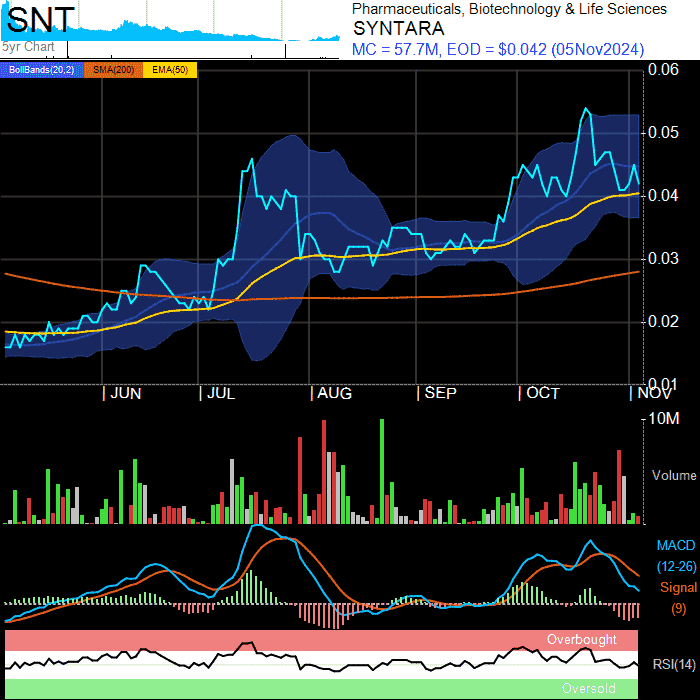 SNT
5yr Chart
Pharmaceuticals, Biotechnology & Life Sciences
SYNTARA
MC = 57.7M, EOD = $0.042 (05Nov2024)
BollBands(20,2) SMA(200) EMA(50)
0.06
0.05
0.04
0.03
0.02
0.01
JUN JUL AUG SEP OCT NOV
10M
Volume
MACD
(12-26)
Signal
(9)
Overbought
RSI(14)
Oversold